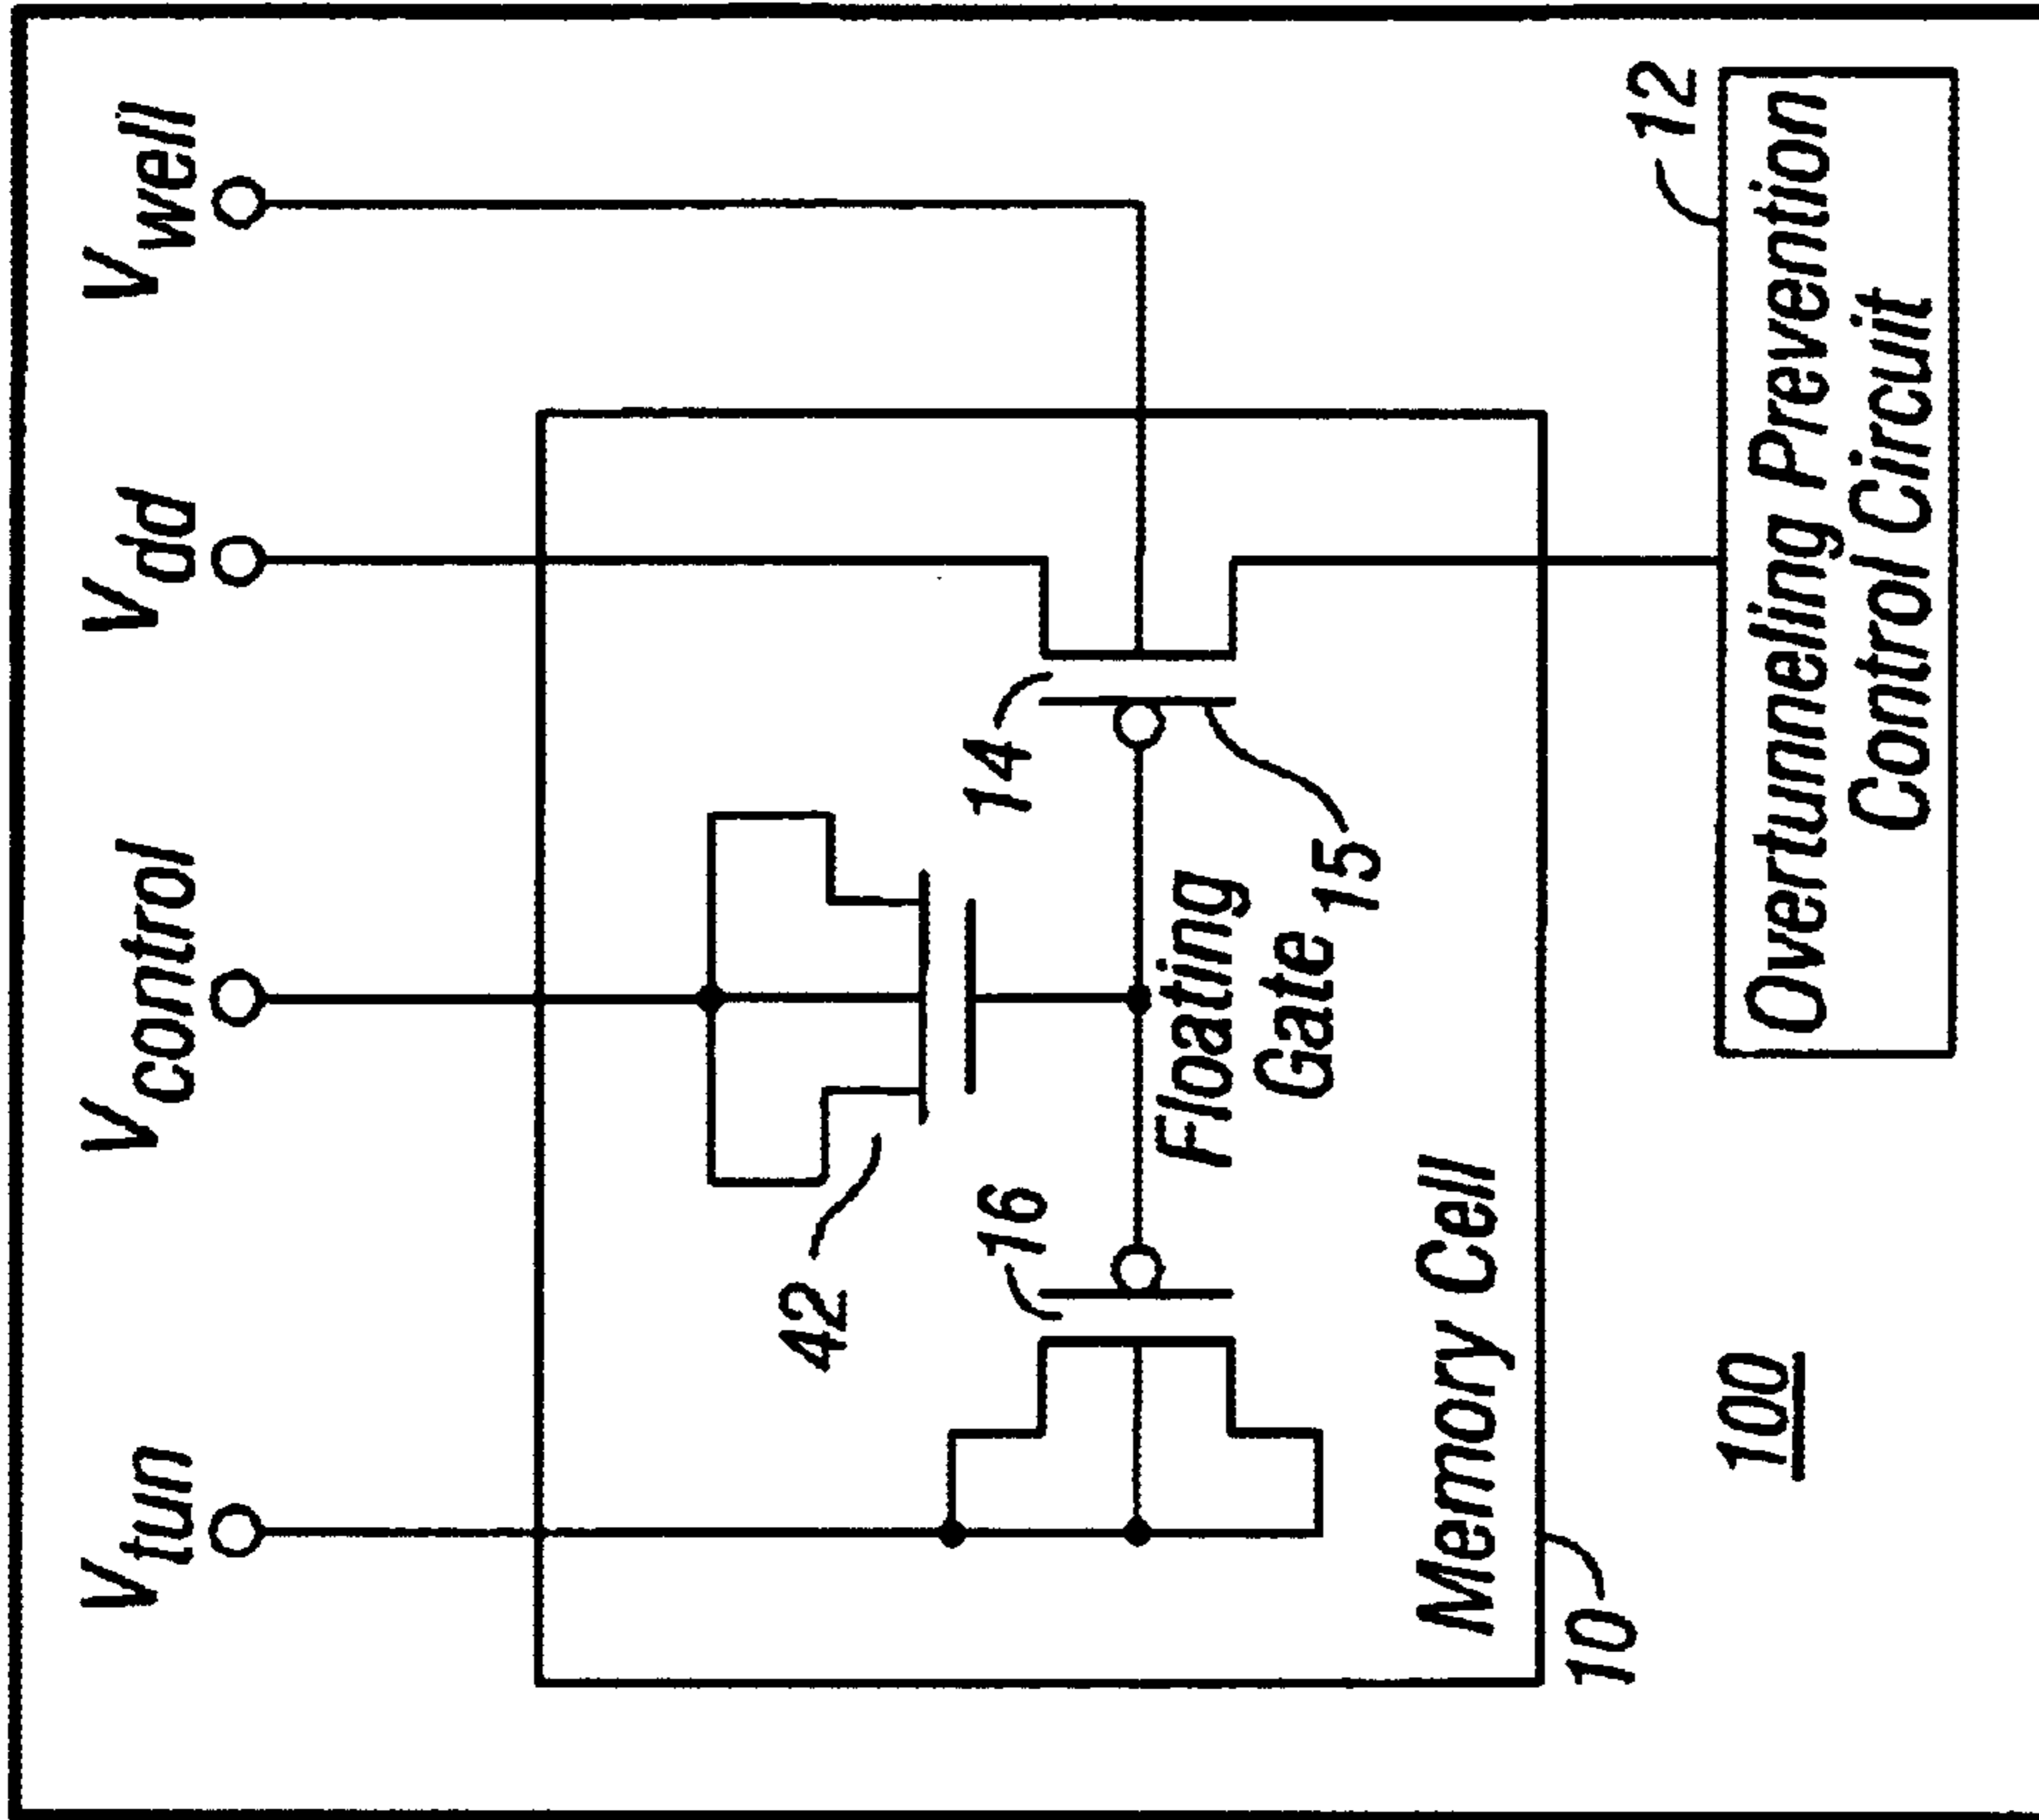 Vtun
Vcontrol
Vdd
Vwell
42
16
14
Floating
Gate 15
Memory Cell
10
12
100
Overtunneling Prevention
Control Circuit